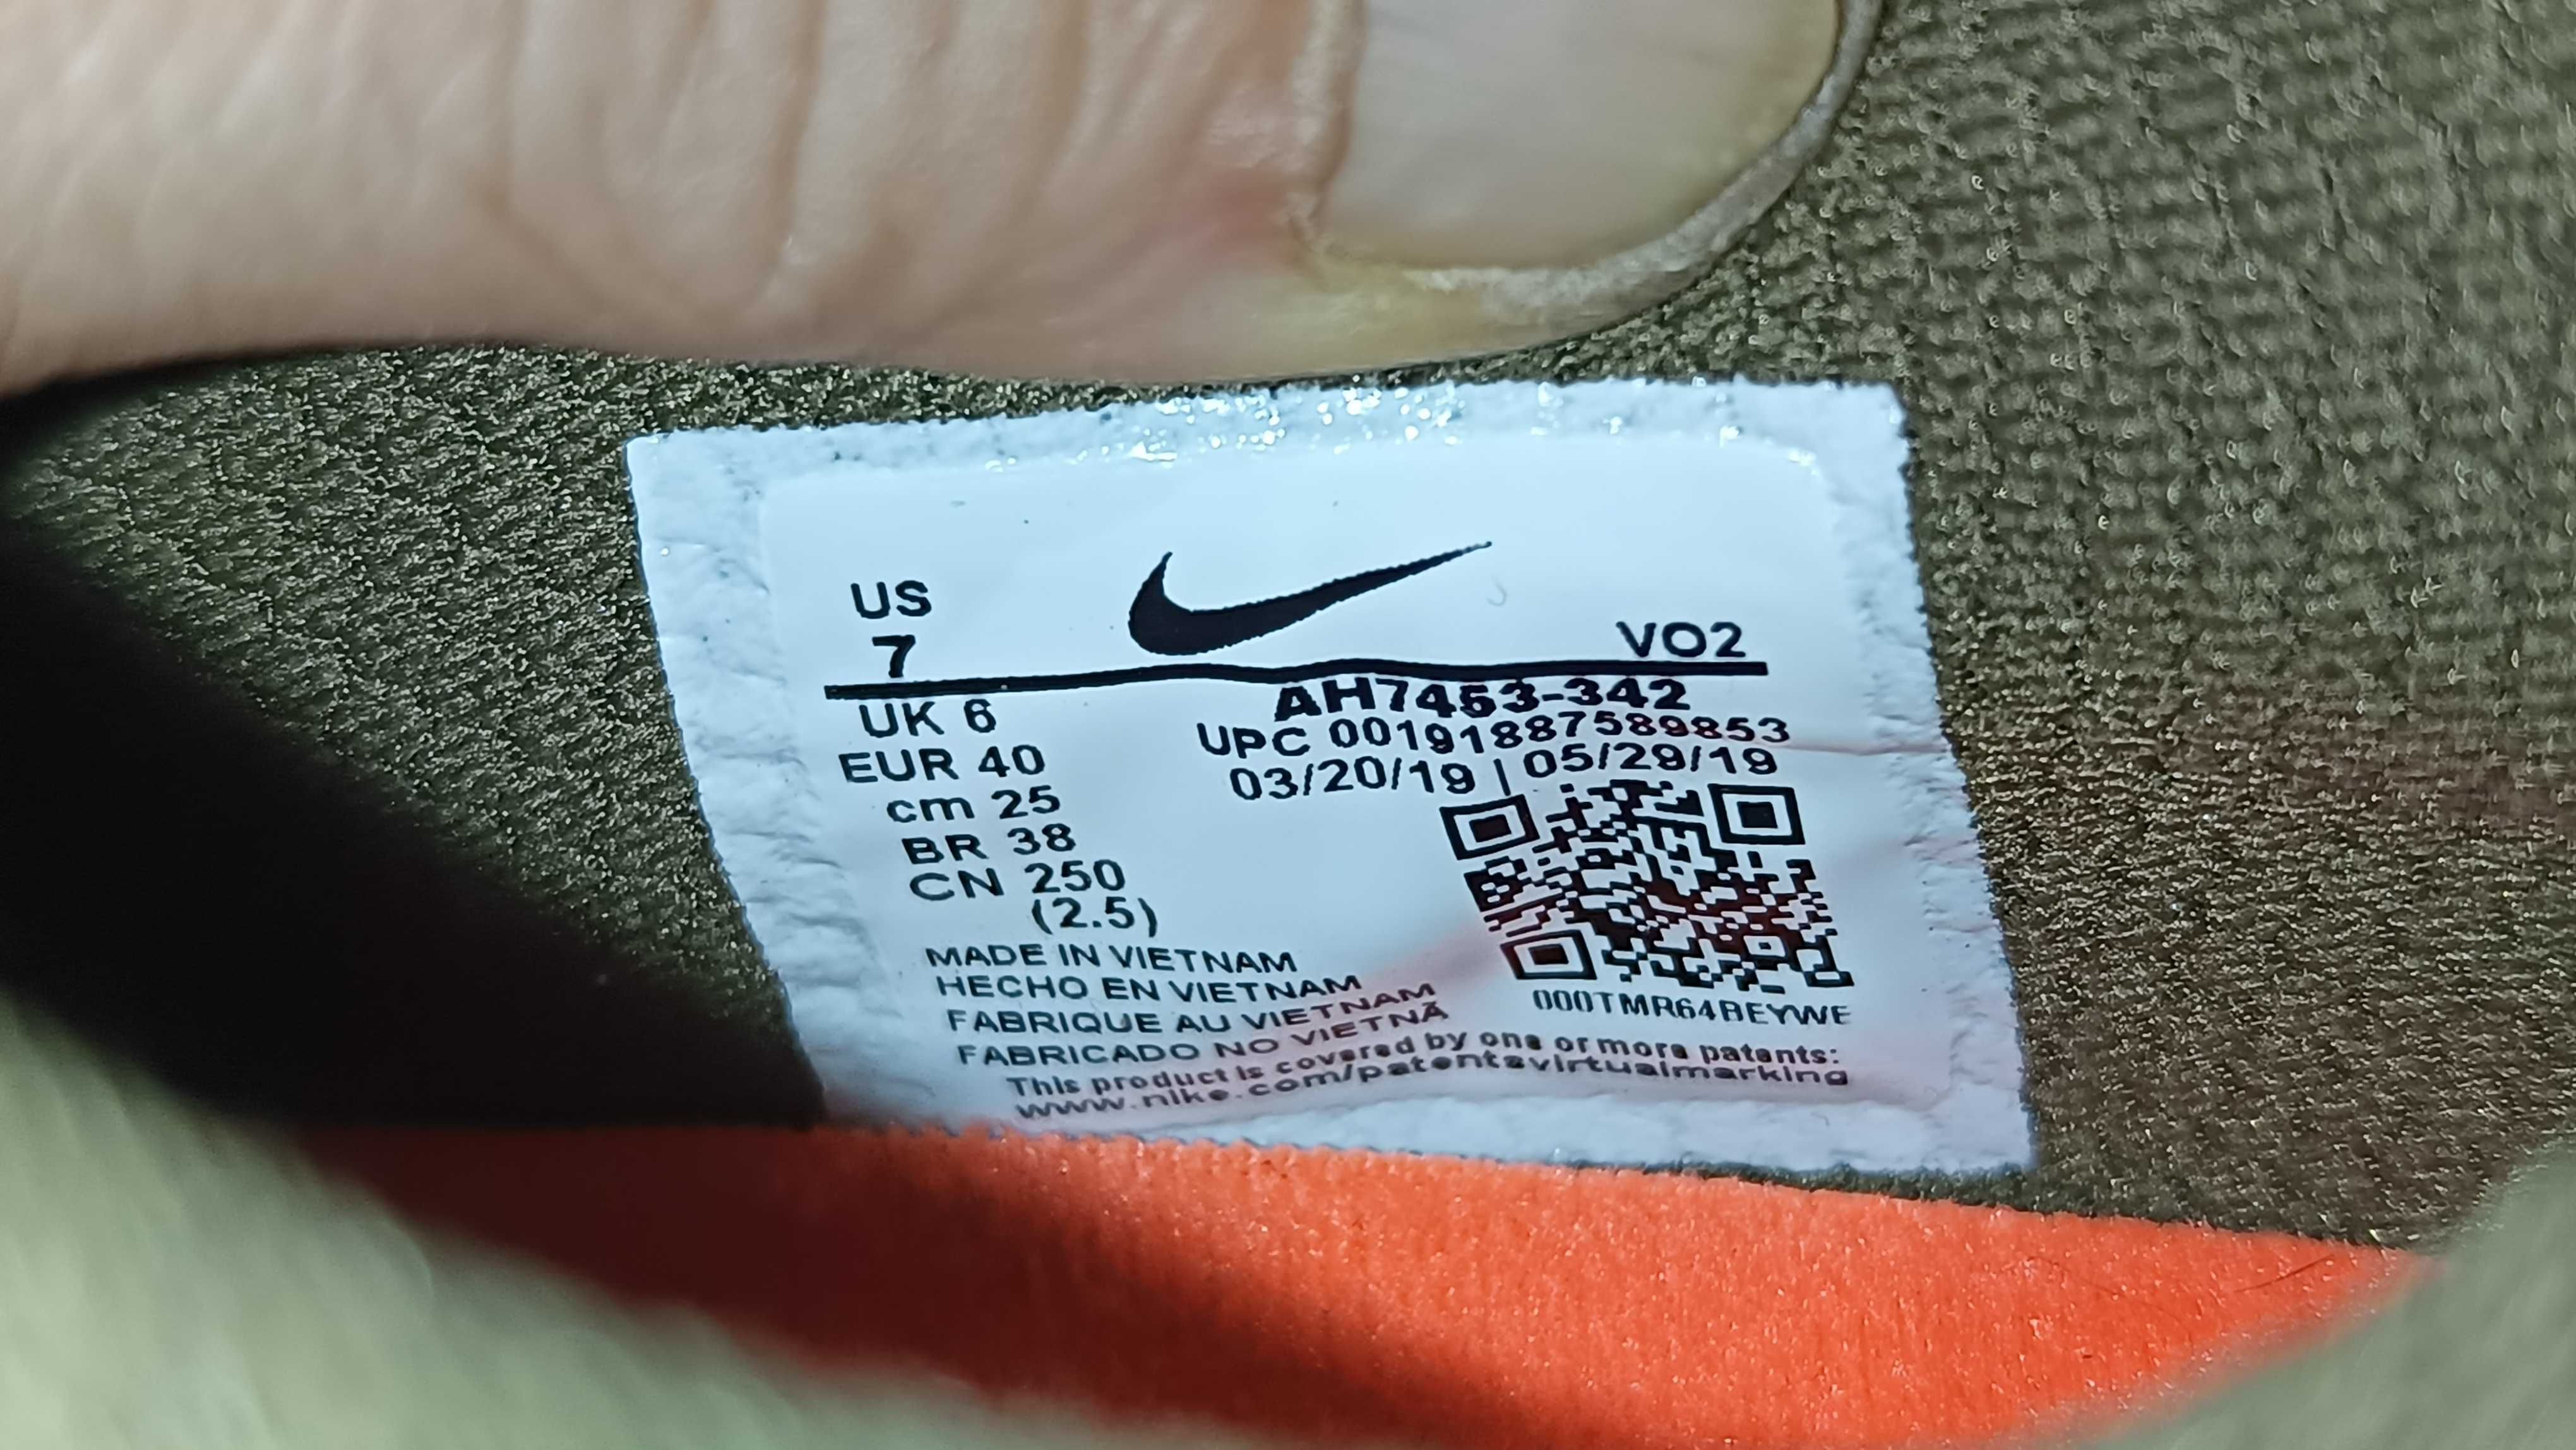 US
7
VO2
UK 6
EUR 40
cm 25
BR 38
CN 250
(2.5)
AH7453-342
UPC 00191887589853
03/20/19 | 05/29/19
000TMR64BEYWE
MADE IN VIETNAM
HECHO EN VIETNAM
FABRIQUE AU VIETNAM
FABRICADO NO VIETNÃ
This product is covered by one or more patents:
www.nike.com/patentsvirtualmarking